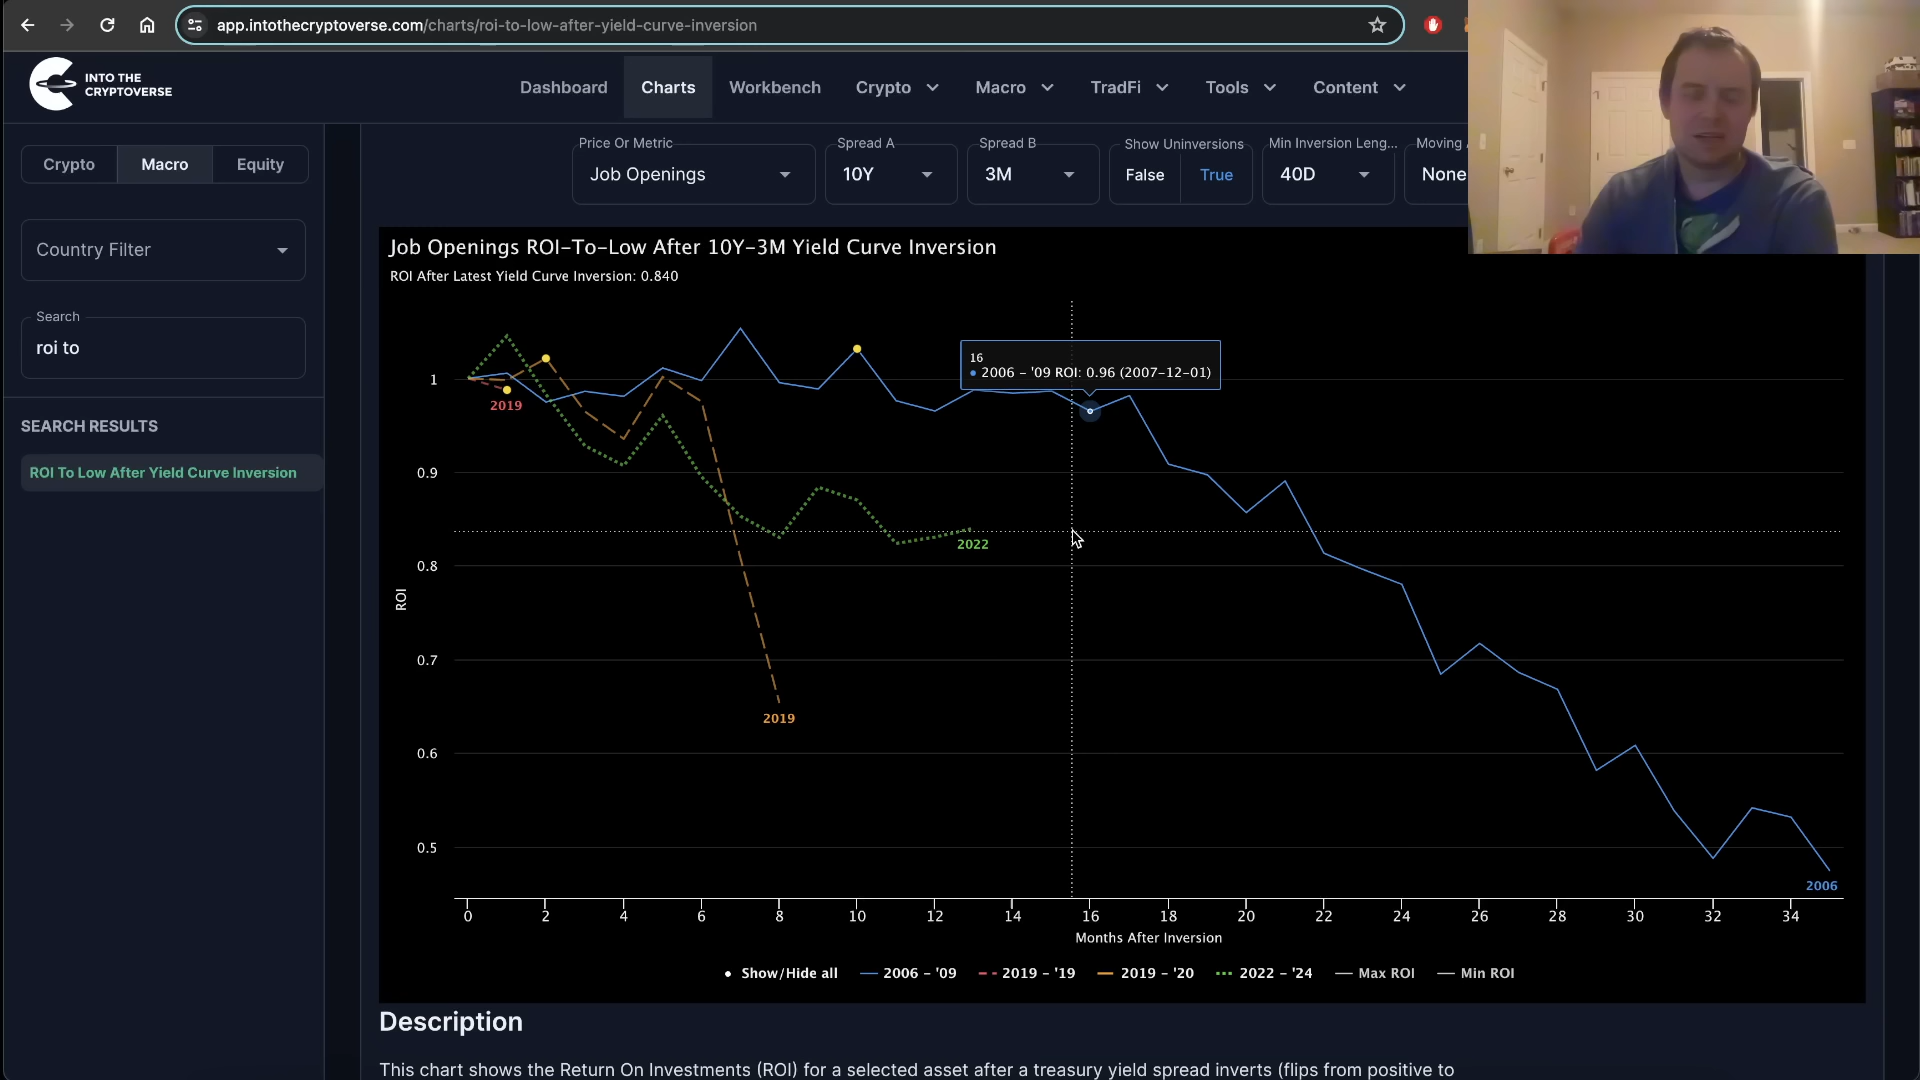 app.intothecryptoverse.com/charts/roi-to-low-after-yield-curve-inversion
INTO THE
CRYPTOVERSE
Dashboard
Charts
Workbench
Crypto
Macro
TradFi
Tools
Content
Crypto
Macro
Equity
Country Filter
Search
roi to
SEARCH RESULTS
ROI To Low After Yield Curve Inversion
Price Or Metric
Job Openings
Spread A
10Y
Spread B
3M
Show Uninversions
False
True
Min Inversion Leng...
40D
Moving
None
Job Openings ROI-To-Low After 10Y-3M Yield Curve Inversion
ROI After Latest Yield Curve Inversion: 0.840
16
2006 - '09 ROI: 0.96 (2007-12-01)
1
0.9
0.8
0.7
0.6
0.5
ROI
2019
2022
2019
2006
0
2
4
6
8
10
12
14
16
18
20
22
24
26
28
30
32
34
Months After Inversion
Show/Hide all
2006 - '09
2019 - '19
2019 - '20
2022 - '24
Max ROI
Min ROI
Description
This chart shows the Return On Investments (ROI) for a selected asset after a treasury yield spread inverts (flips from positive to